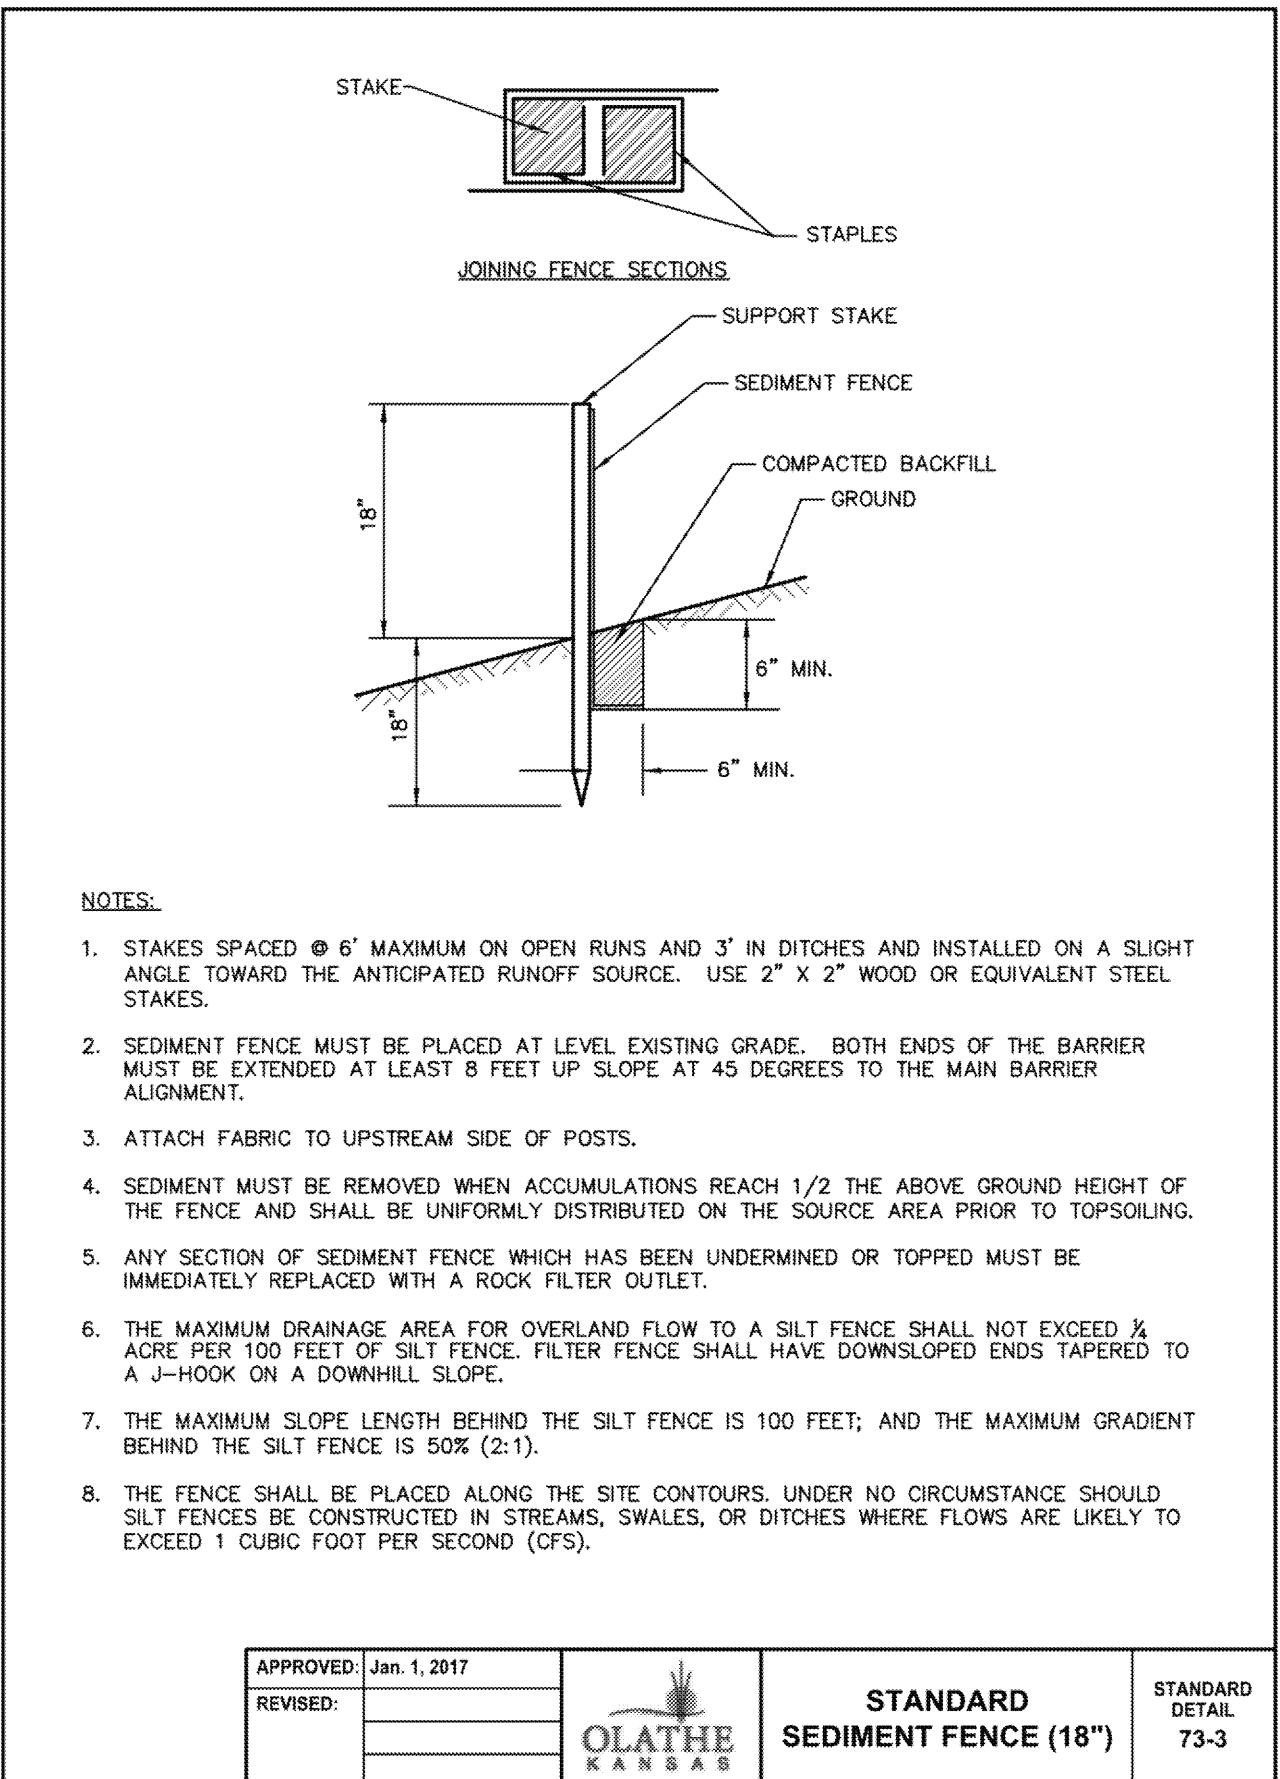 STAKE
STAPLES
JOINING FENCE SECTIONS
SUPPORT STAKE
SEDIMENT FENCE
COMPACTED BACKFILL
GROUND
18"
6" MIN.
18"
6" MIN.
NOTES:
1. STAKES SPACED @ 6' MAXIMUM ON OPEN RUNS AND 3' IN DITCHES AND INSTALLED ON A SLIGHT
ANGLE TOWARD THE ANTICIPATED RUNOFF SOURCE. USE 2" X 2" WOOD OR EQUIVALENT STEEL
STAKES.
2. SEDIMENT FENCE MUST BE PLACED AT LEVEL EXISTING GRADE. BOTH ENDS OF THE BARRIER
MUST BE EXTENDED AT LEAST 8 FEET UP SLOPE AT 45 DEGREES TO THE MAIN BARRIER
ALIGNMENT.
3. ATTACH FABRIC TO UPSTREAM SIDE OF POSTS.
4. SEDIMENT MUST BE REMOVED WHEN ACCUMULATIONS REACH 1/2 THE ABOVE GROUND HEIGHT OF
THE FENCE AND SHALL BE UNIFORMLY DISTRIBUTED ON THE SOURCE AREA PRIOR TO TOPSOILING.
5. ANY SECTION OF SEDIMENT FENCE WHICH HAS BEEN UNDERMINED OR TOPPED MUST BE
IMMEDIATELY REPLACED WITH A ROCK FILTER OUTLET.
6. THE MAXIMUM DRAINAGE AREA FOR OVERLAND FLOW TO A SILT FENCE SHALL NOT EXCEED ¼
ACRE PER 100 FEET OF SILT FENCE. FILTER FENCE SHALL HAVE DOWNSLOPED ENDS TAPERED TO
A J-HOOK ON A DOWNHILL SLOPE.
7. THE MAXIMUM SLOPE LENGTH BEHIND THE SILT FENCE IS 100 FEET; AND THE MAXIMUM GRADIENT
BEHIND THE SILT FENCE IS 50% (2:1).
8. THE FENCE SHALL BE PLACED ALONG THE SITE CONTOURS. UNDER NO CIRCUMSTANCE SHOULD
SILT FENCES BE CONSTRUCTED IN STREAMS, SWALES, OR DITCHES WHERE FLOWS ARE LIKELY TO
EXCEED 1 CUBIC FOOT PER SECOND (CFS).
APPROVED: Jan. 1, 2017
REVISED:
OLATHE
KANSAS
STANDARD
SEDIMENT FENCE (18")
STANDARD
DETAIL
73-3